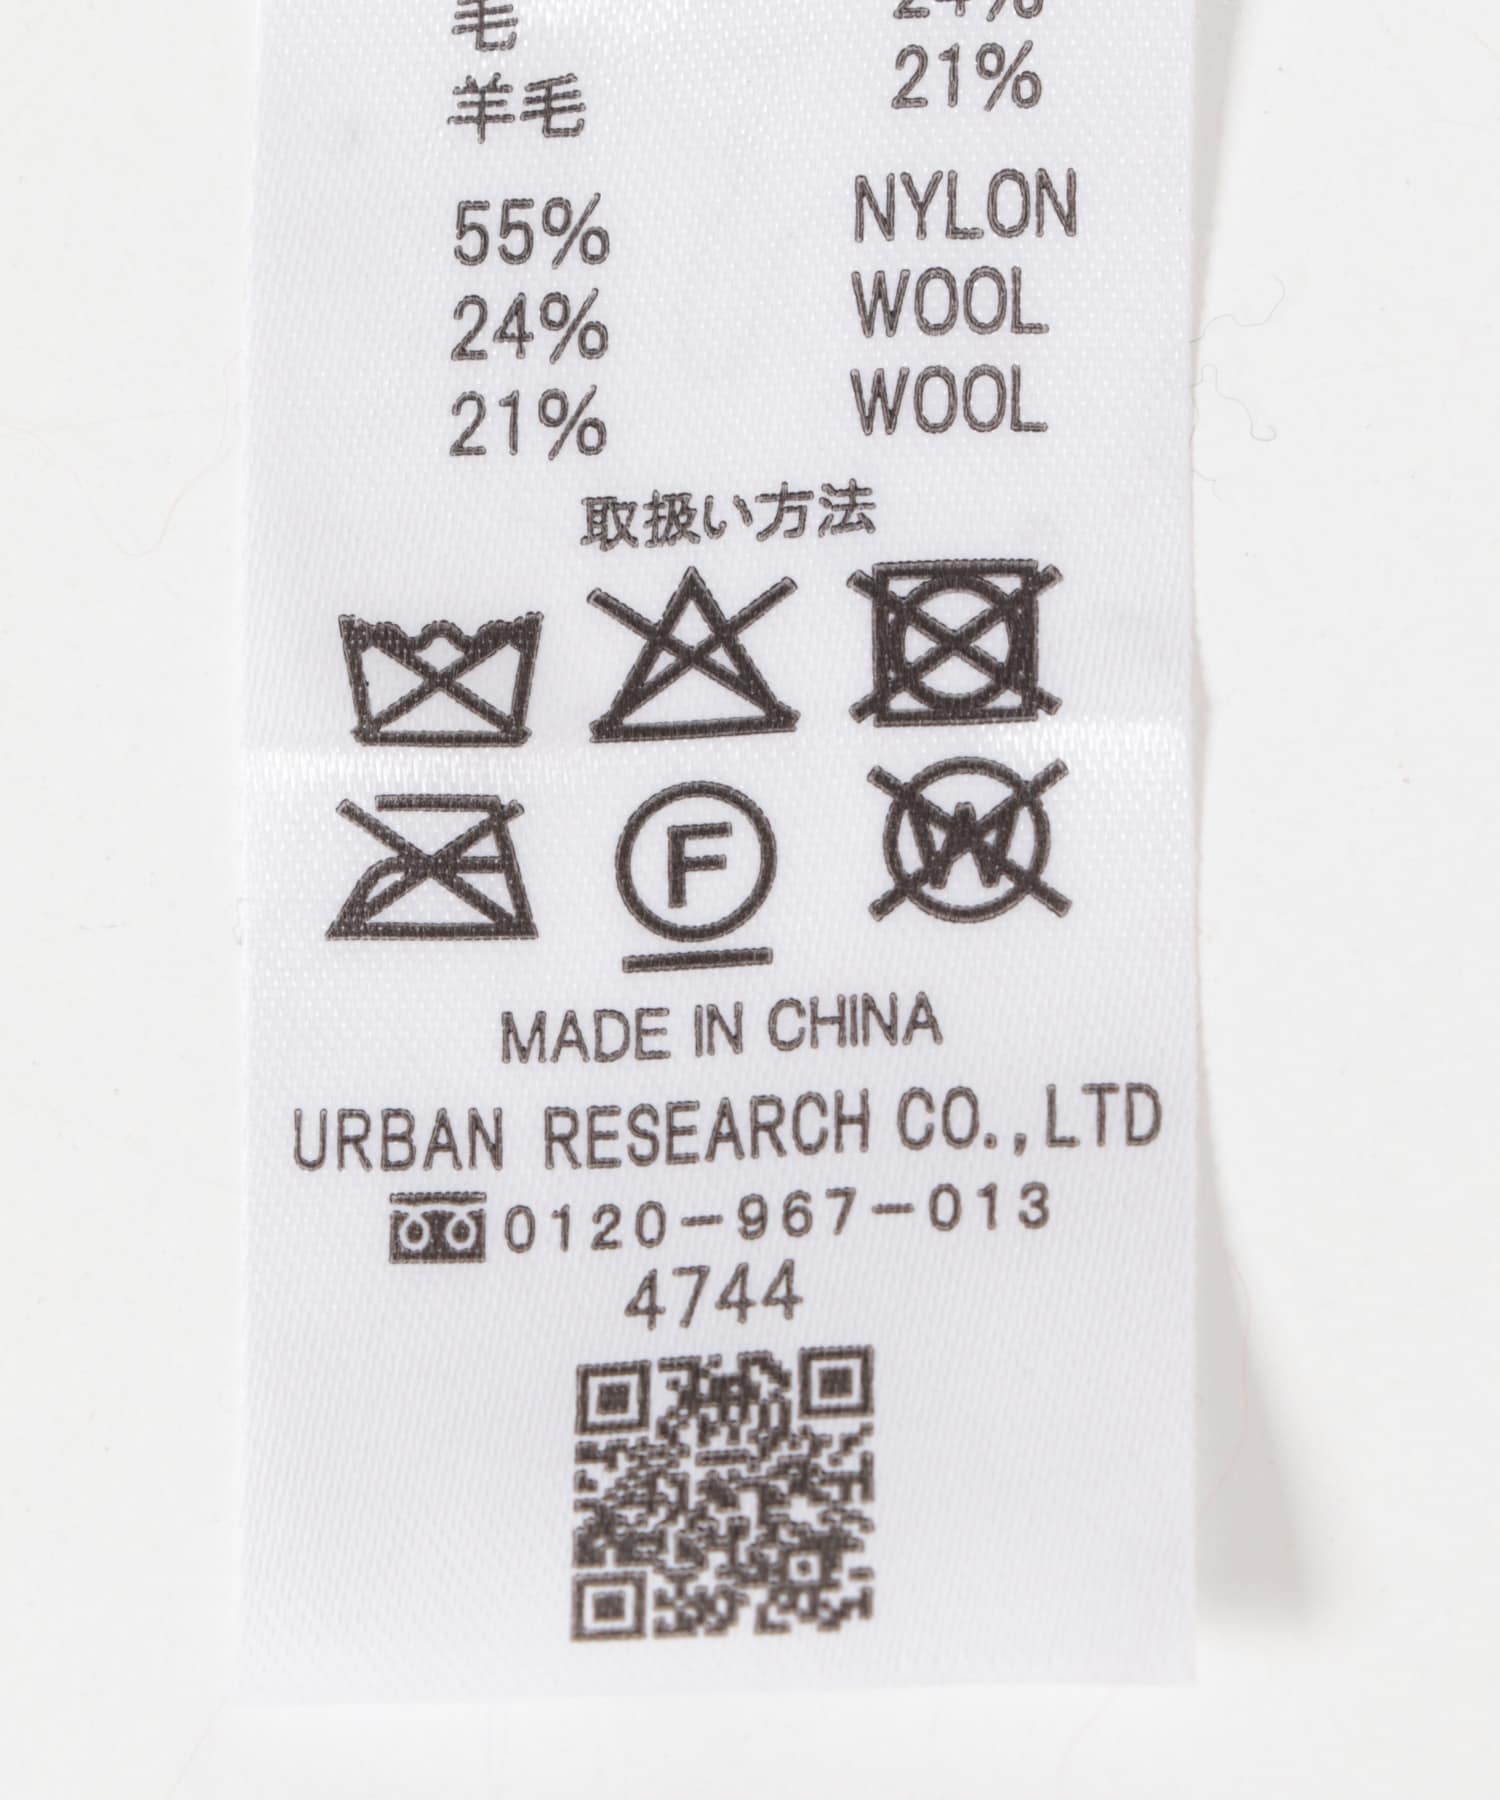 毛 24%
羊毛 21%
55% NYLON
24% WOOL
21% WOOL
取扱い方法
F W
MADE IN CHINA
URBAN RESEARCH CO.,LTD
0120-967-013
4744